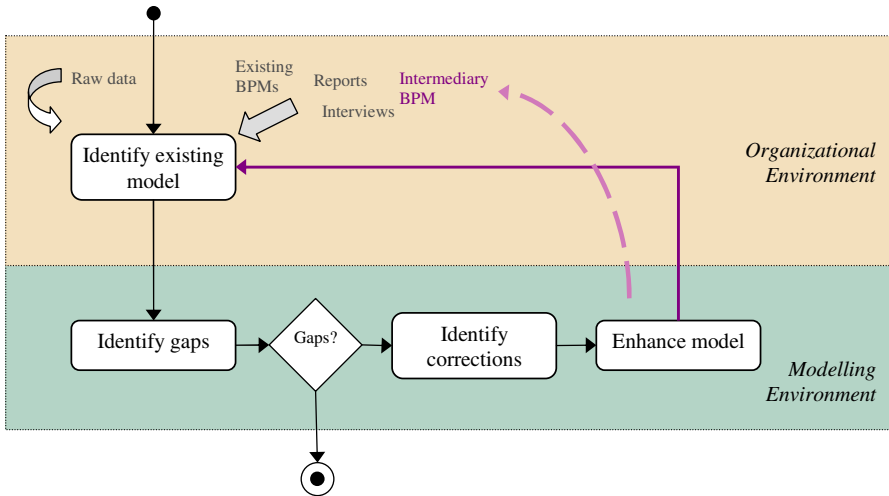 Raw data
Existing
BPMs
Reports
Interviews
Intermediary
BPM
Identify existing
model
Organizational
Environment
Identify gaps
Gaps?
Identify
corrections
Enhance model
Modelling
Environment